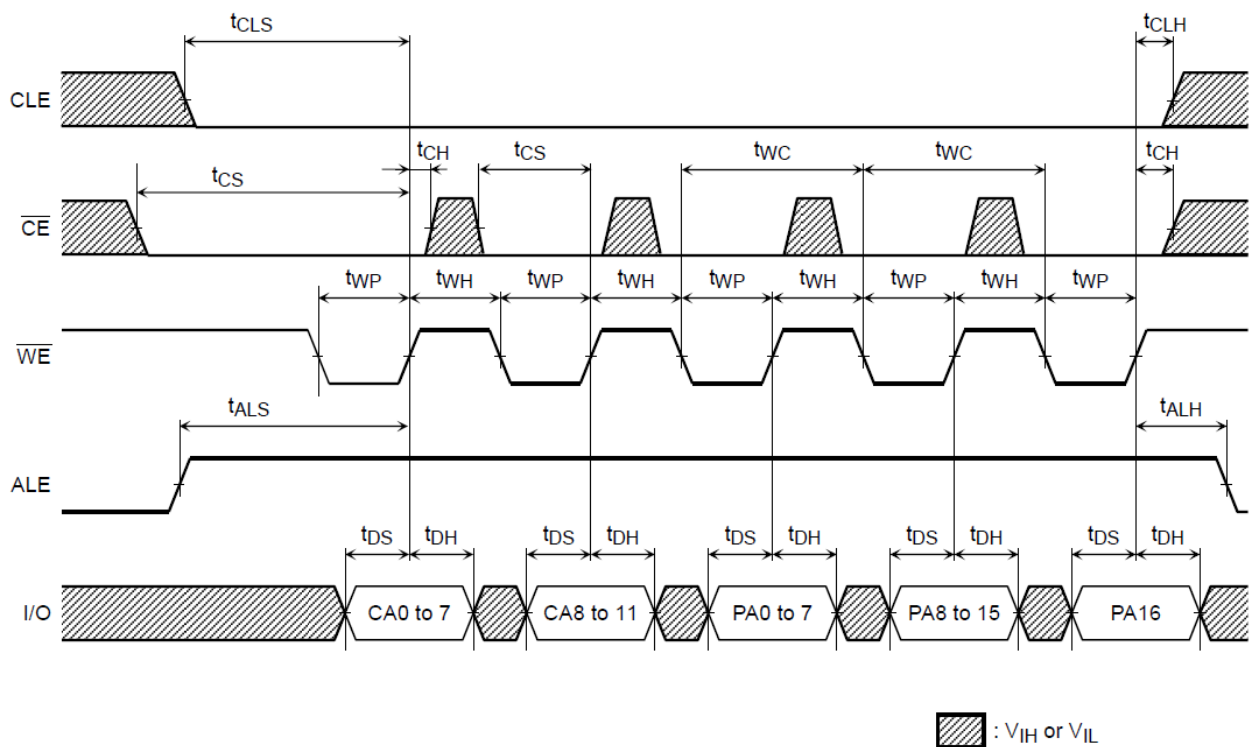 tCLS tCLH
CLE
tCH tCS tWC tWC tCH
tCS
CE
tWP tWH tWP tWH tWP tWH tWP tWH tWP
WE
tALS tALH
ALE
tDS tDH tDS tDH tDS tDH tDS tDH tDS tDH
I/O CA0 to 7 CA8 to 11 PA0 to 7 PA8 to 15 PA16
: VIH or VIL